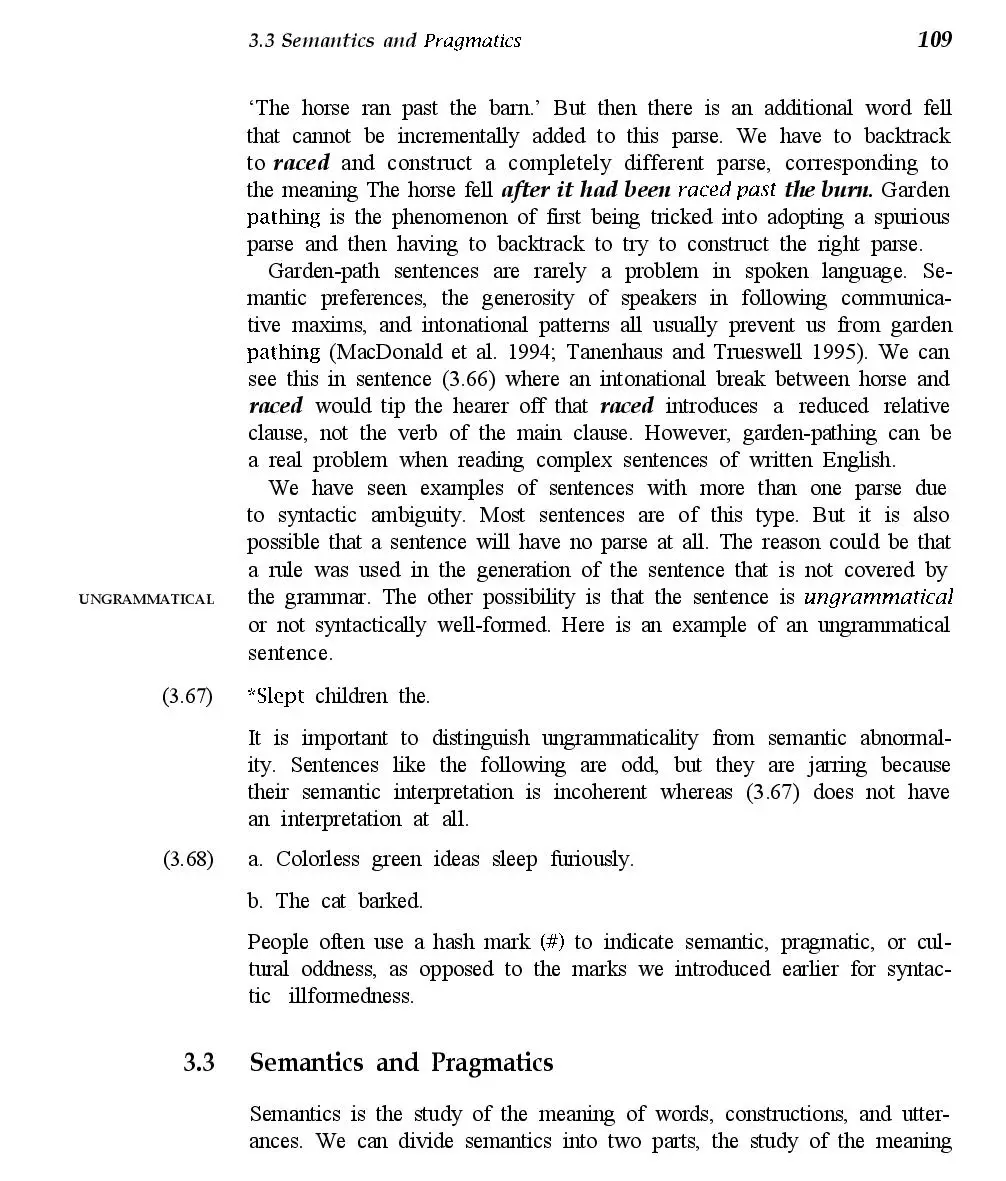 3.3 Semantics and Pragmatics 109
‘The horse ran past the barn.’ But then there is an additional word fell
that cannot be incrementally added to this parse. We have to backtrack
to raced and construct a completely different parse, corresponding to
the meaning The horse fell after it had been raced past the burn. Garden
pathing is the phenomenon of first being tricked into adopting a spurious
parse and then having to backtrack to try to construct the right parse.
Garden-path sentences are rarely a problem in spoken language. Se-
mantic preferences, the generosity of speakers in following communica-
tive maxims, and intonational patterns all usually prevent us from garden
pathing (MacDonald et al. 1994; Tanenhaus and Trueswell 1995). We can
see this in sentence (3.66) where an intonational break between horse and
raced would tip the hearer off that raced introduces a reduced relative
clause, not the verb of the main clause. However, garden-pathing can be
a real problem when reading complex sentences of written English.
We have seen examples of sentences with more than one parse due
to syntactic ambiguity. Most sentences are of this type. But it is also
possible that a sentence will have no parse at all. The reason could be that
a rule was used in the generation of the sentence that is not covered by
UNGRAMMATICAL the grammar. The other possibility is that the sentence is ungrammatical
or not syntactically well-formed. Here is an example of an ungrammatical
sentence.
(3.67) *Slept children the.
It is important to distinguish ungrammaticality from semantic abnormal-
ity. Sentences like the following are odd, but they are jarring because
their semantic interpretation is incoherent whereas (3.67) does not have
an interpretation at all.
(3.68) a. Colorless green ideas sleep furiously.
b. The cat barked.
People often use a hash mark (#) to indicate semantic, pragmatic, or cul-
tural oddness, as opposed to the marks we introduced earlier for syntac-
tic illformedness.
3.3 Semantics and Pragmatics
Semantics is the study of the meaning of words, constructions, and utter-
ances. We can divide semantics into two parts, the study of the meaning